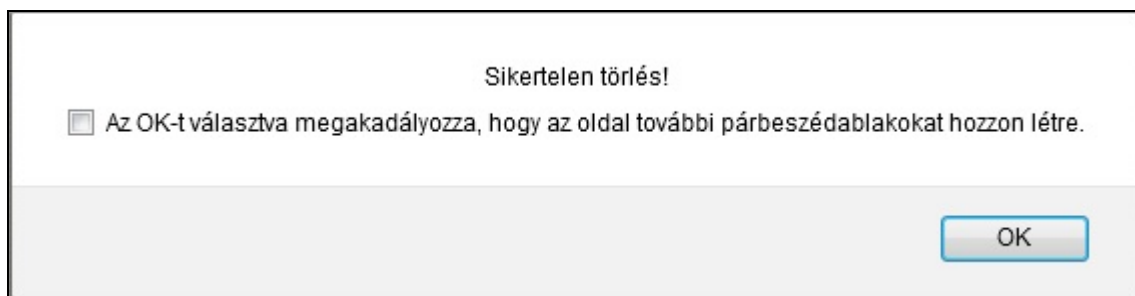 Sikertelen törlés!
Az OK-t választva megakadályozza, hogy az oldal további párbeszédablakokat hozzon létre.
OK